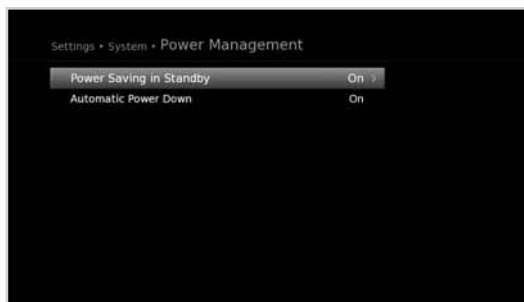 Settings • System • Power Management
Power Saving in Standby On >
Automatic Power Down On